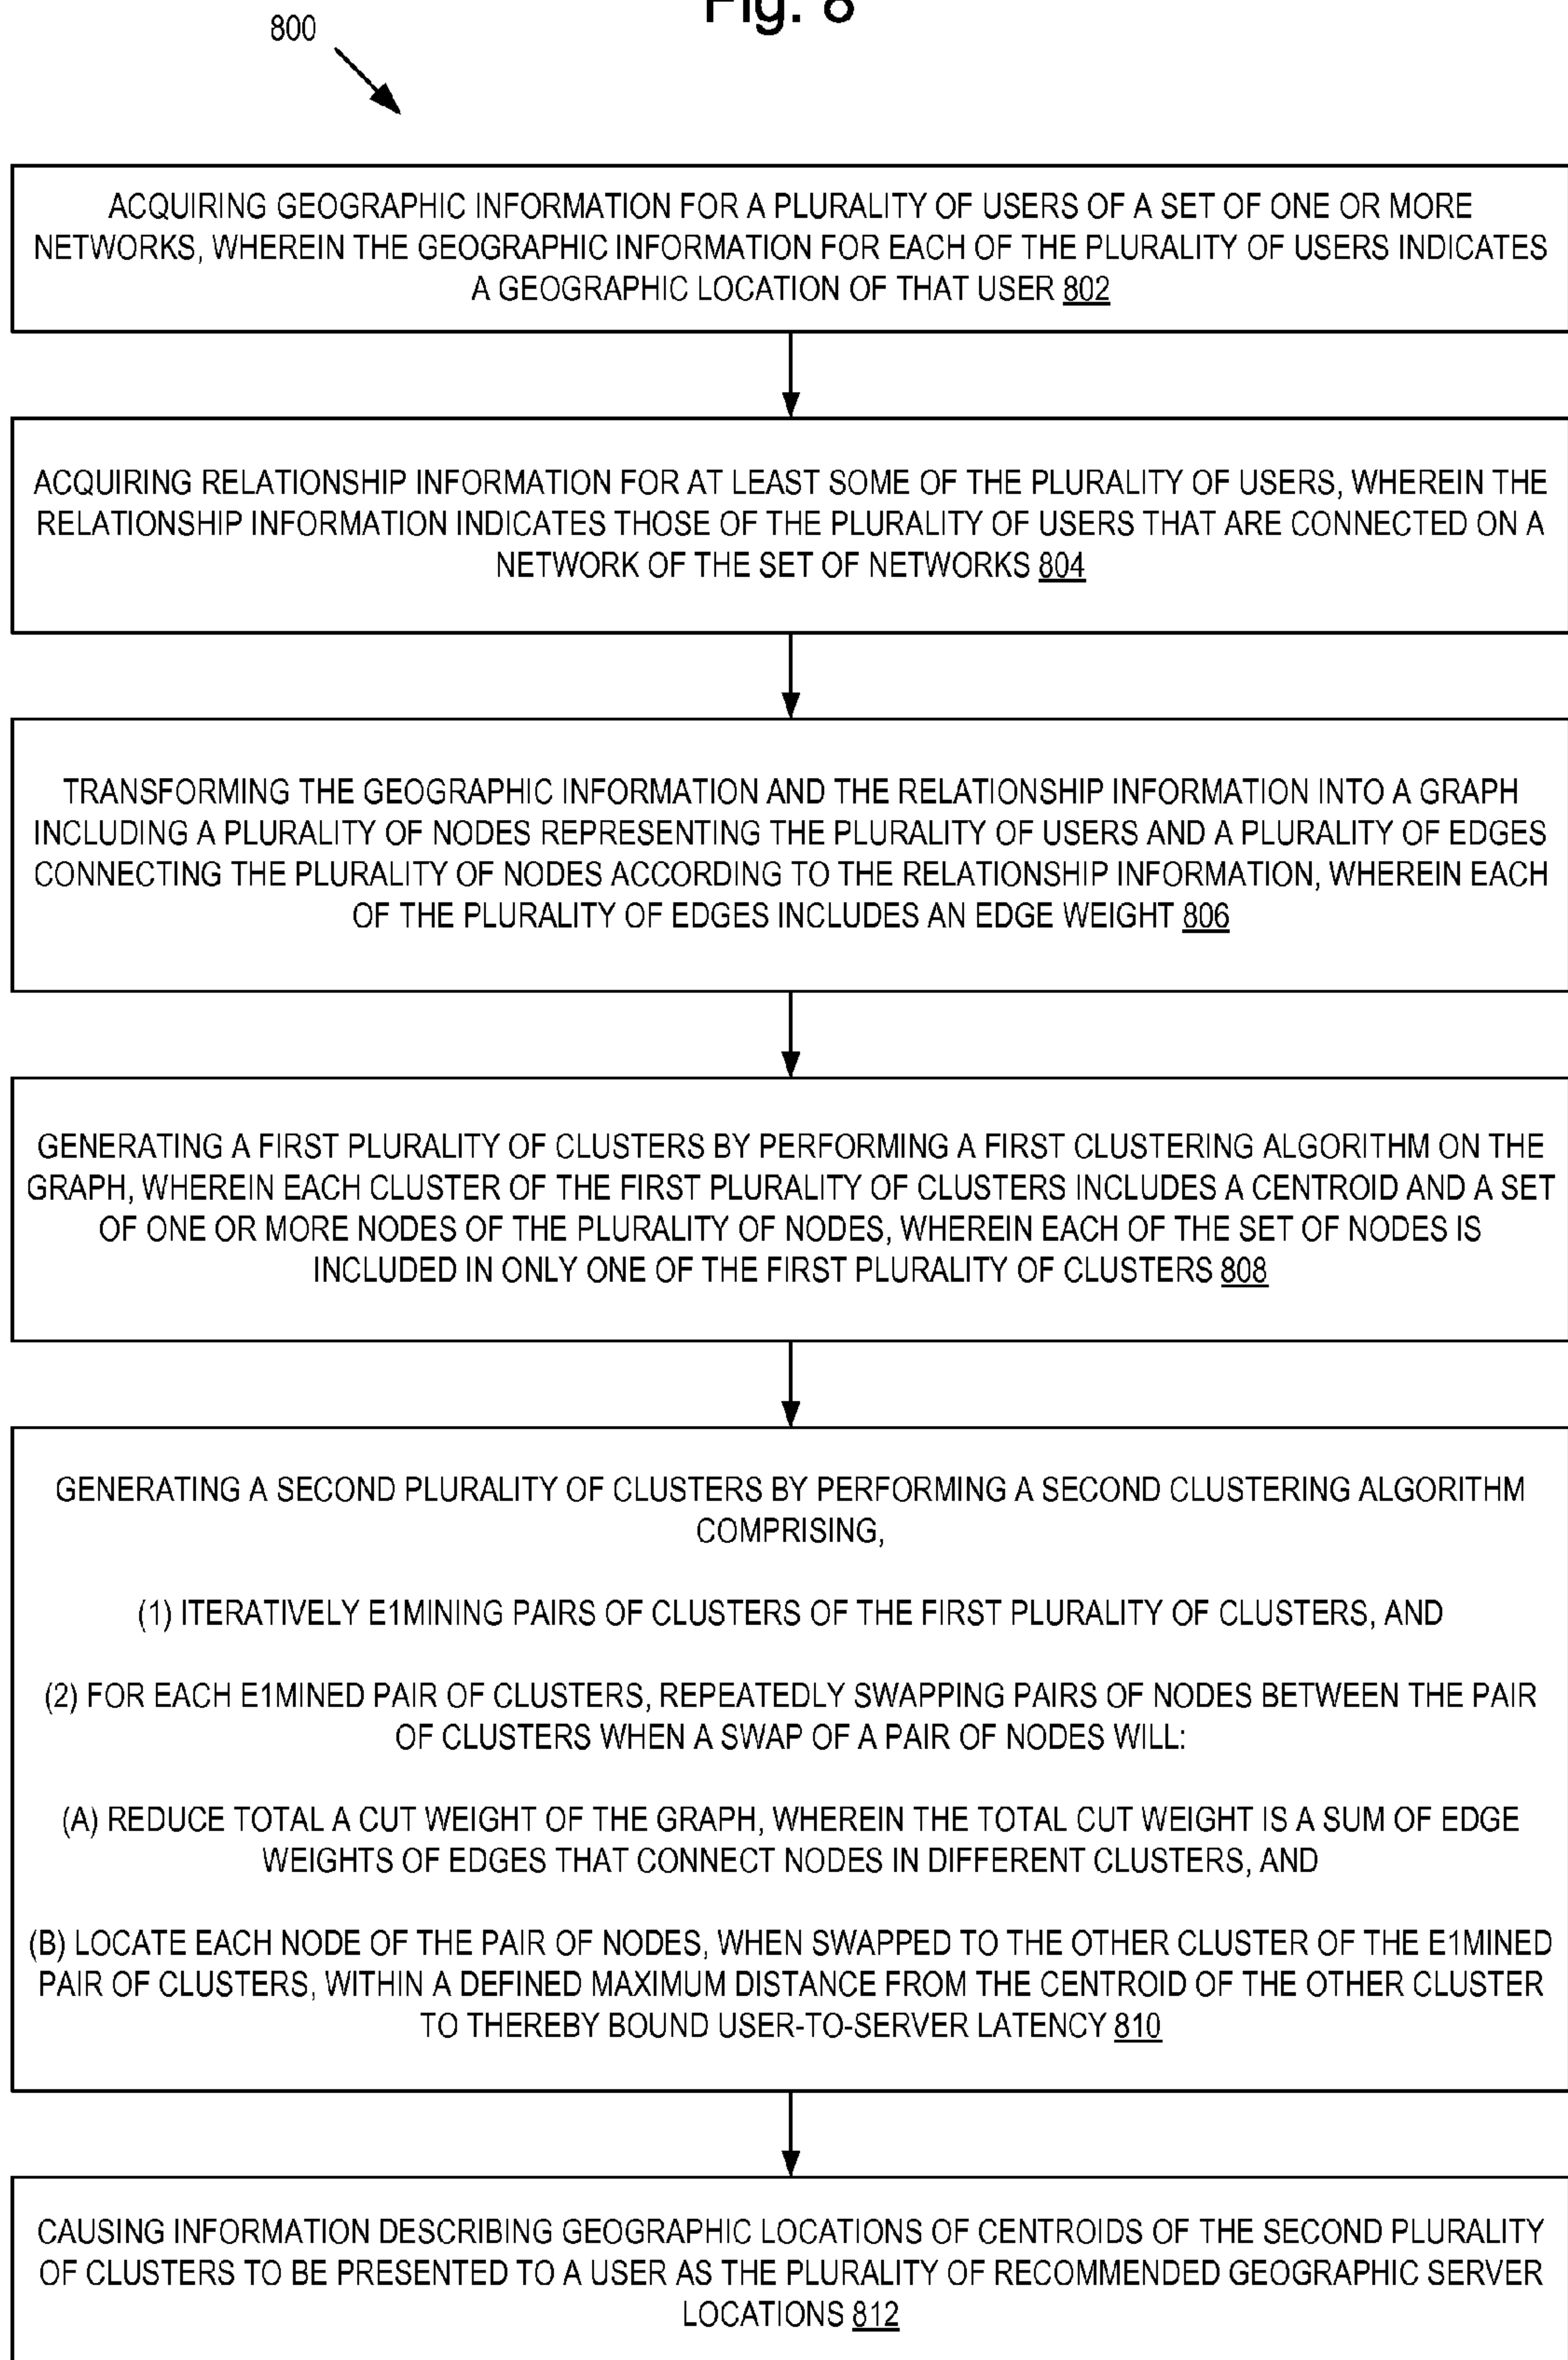 Fig. 8
800
ACQUIRING GEOGRAPHIC INFORMATION FOR A PLURALITY OF USERS OF A SET OF ONE OR MORE
NETWORKS, WHEREIN THE GEOGRAPHIC INFORMATION FOR EACH OF THE PLURALITY OF USERS INDICATES
A GEOGRAPHIC LOCATION OF THAT USER 802
ACQUIRING RELATIONSHIP INFORMATION FOR AT LEAST SOME OF THE PLURALITY OF USERS, WHEREIN THE
RELATIONSHIP INFORMATION INDICATES THOSE OF THE PLURALITY OF USERS THAT ARE CONNECTED ON A
NETWORK OF THE SET OF NETWORKS 804
TRANSFORMING THE GEOGRAPHIC INFORMATION AND THE RELATIONSHIP INFORMATION INTO A GRAPH
INCLUDING A PLURALITY OF NODES REPRESENTING THE PLURALITY OF USERS AND A PLURALITY OF EDGES
CONNECTING THE PLURALITY OF NODES ACCORDING TO THE RELATIONSHIP INFORMATION, WHEREIN EACH
OF THE PLURALITY OF EDGES INCLUDES AN EDGE WEIGHT 806
GENERATING A FIRST PLURALITY OF CLUSTERS BY PERFORMING A FIRST CLUSTERING ALGORITHM ON THE
GRAPH, WHEREIN EACH CLUSTER OF THE FIRST PLURALITY OF CLUSTERS INCLUDES A CENTROID AND A SET
OF ONE OR MORE NODES OF THE PLURALITY OF NODES, WHEREIN EACH OF THE SET OF NODES IS
INCLUDED IN ONLY ONE OF THE FIRST PLURALITY OF CLUSTERS 808
GENERATING A SECOND PLURALITY OF CLUSTERS BY PERFORMING A SECOND CLUSTERING ALGORITHM
COMPRISING,
(1) ITERATIVELY E1MINING PAIRS OF CLUSTERS OF THE FIRST PLURALITY OF CLUSTERS, AND
(2) FOR EACH E1MINED PAIR OF CLUSTERS, REPEATEDLY SWAPPING PAIRS OF NODES BETWEEN THE PAIR
OF CLUSTERS WHEN A SWAP OF A PAIR OF NODES WILL:
(A) REDUCE TOTAL A CUT WEIGHT OF THE GRAPH, WHEREIN THE TOTAL CUT WEIGHT IS A SUM OF EDGE
WEIGHTS OF EDGES THAT CONNECT NODES IN DIFFERENT CLUSTERS, AND
(B) LOCATE EACH NODE OF THE PAIR OF NODES, WHEN SWAPPED TO THE OTHER CLUSTER OF THE E1MINED
PAIR OF CLUSTERS, WITHIN A DEFINED MAXIMUM DISTANCE FROM THE CENTROID OF THE OTHER CLUSTER
TO THEREBY BOUND USER-TO-SERVER LATENCY 810
CAUSING INFORMATION DESCRIBING GEOGRAPHIC LOCATIONS OF CENTROIDS OF THE SECOND PLURALITY
OF CLUSTERS TO BE PRESENTED TO A USER AS THE PLURALITY OF RECOMMENDED GEOGRAPHIC SERVER
LOCATIONS 812